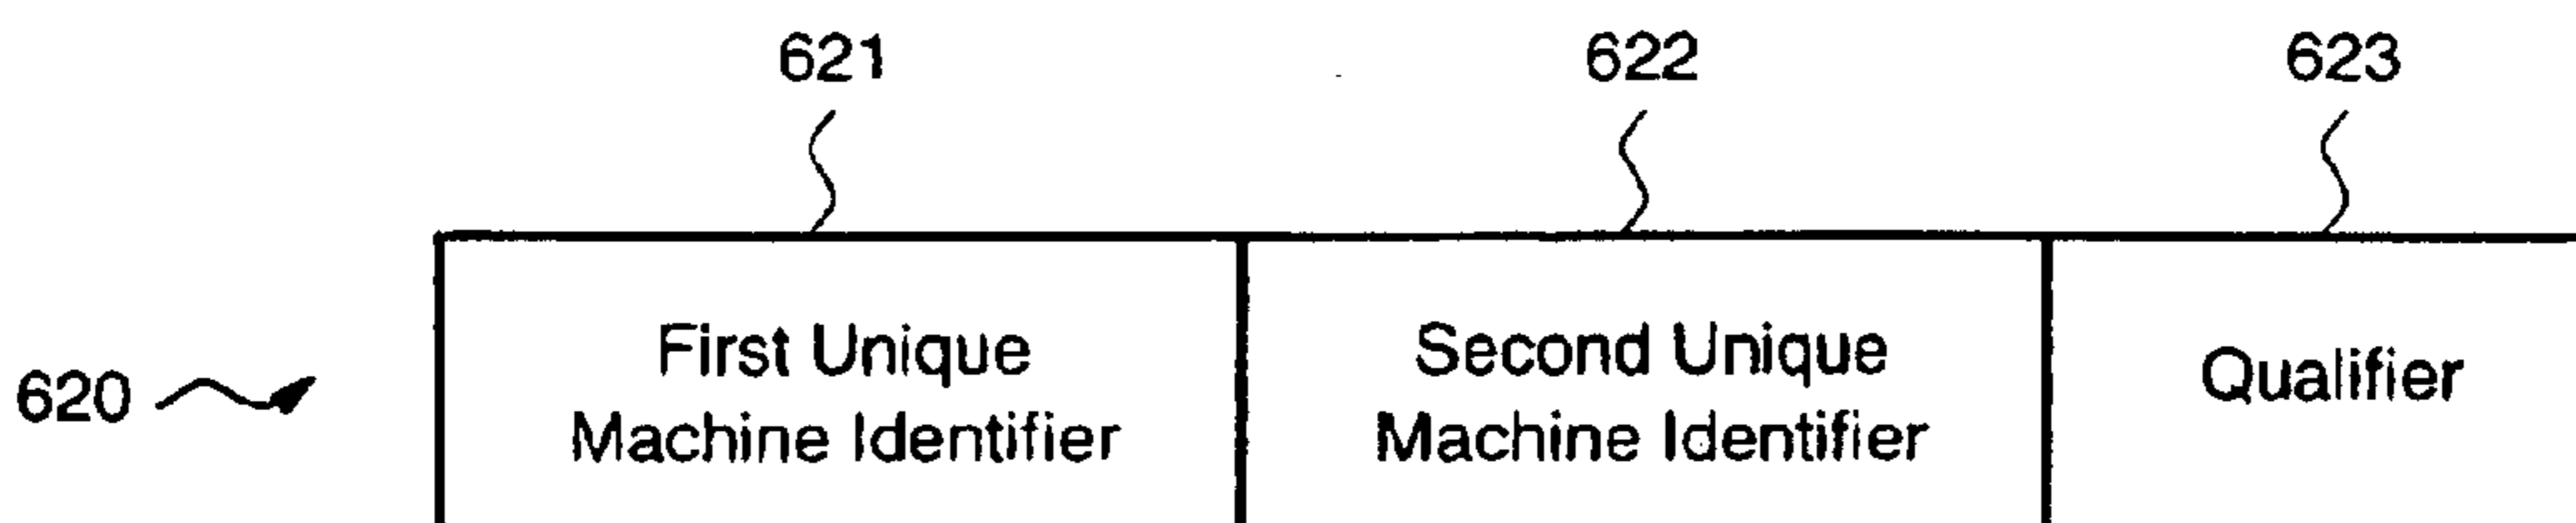 621
622
623
620
First Unique
Machine Identifier
Second Unique
Machine Identifier
Qualifier